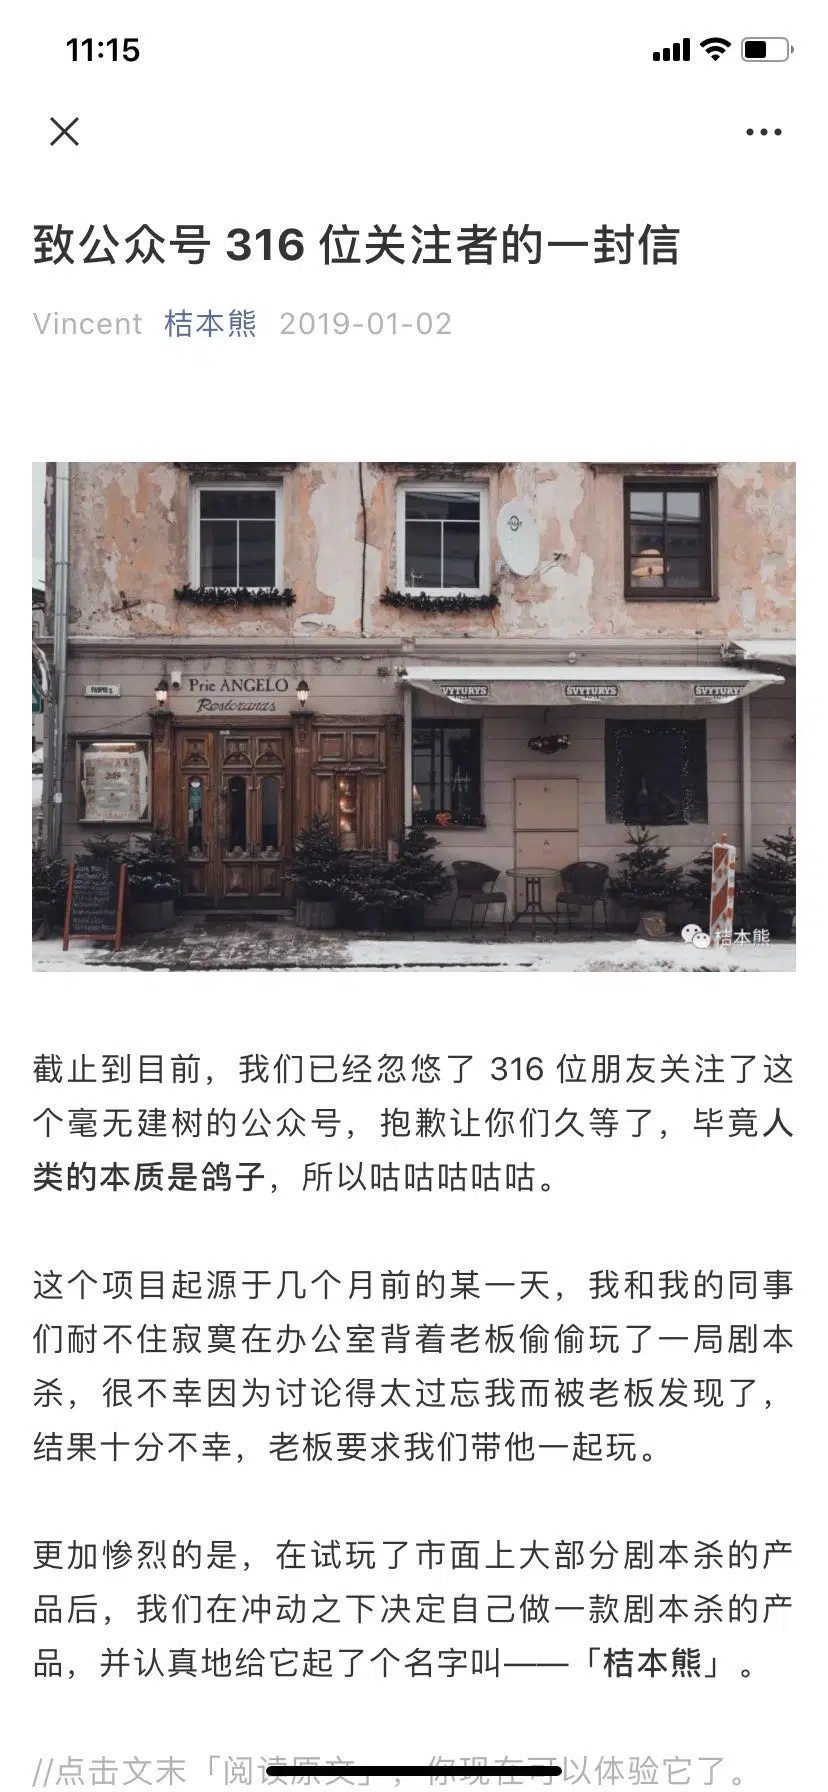 11:15
致公众号 316 位关注者的一封信
Vincent 桔本熊 2019-01-02
Prie ANGELO
Restoranas
PAUPIO g.
VYTURYS
ŠVYTURYS
ŠVYTURY
桔本熊
截止到目前，我们已经忽悠了 316 位朋友关注了这
个毫无建树的公众号，抱歉让你们久等了，毕竟人
类的本质是鸽子，所以咕咕咕咕咕。
这个项目起源于几个月前的某一天，我和我的同事
们耐不住寂寞在办公室背着老板偷偷玩了一局剧本
杀，很不幸因为讨论得太过忘我而被老板发现了，
结果十分不幸，老板要求我们带他一起玩。
更加惨烈的是，在试玩了市面上大部分剧本杀的产
品后，我们在冲动之下决定自己做一款剧本杀的产
品，并认真地给它起了个名字叫——「桔本熊」。
//点击文末「阅读原文」，你现在可以体验它了。